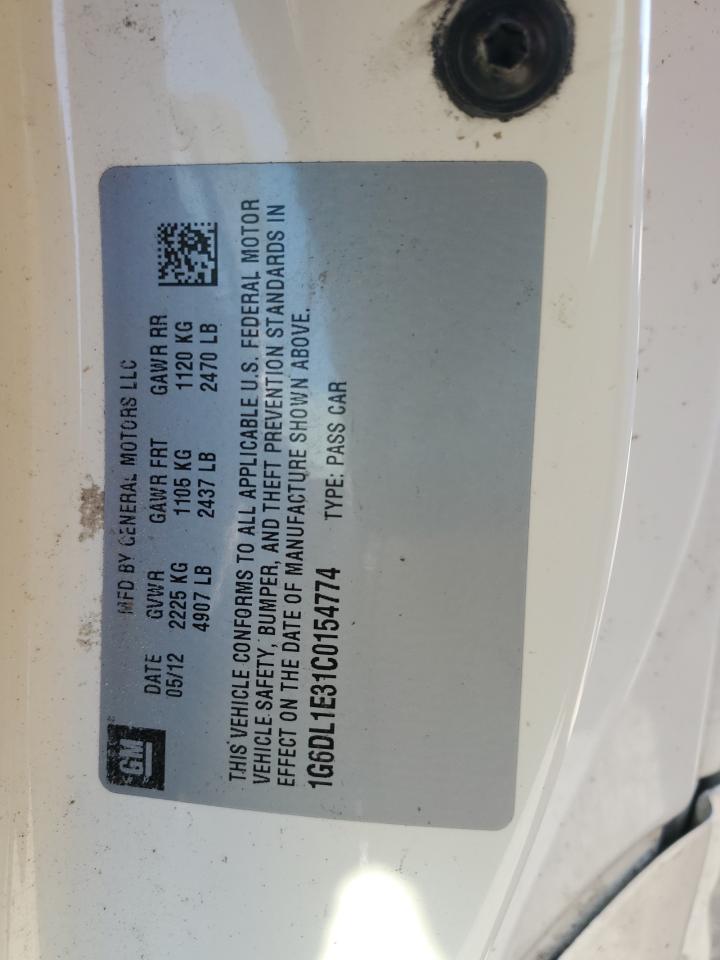 GM
MFD BY GENERAL MOTORS LLC
DATE GVWR GAWR FRT GAWR RR
05/12 2225 KG 1105 KG 1120 KG
4907 LB 2437 LB 2470 LB
THIS VEHICLE CONFORMS TO ALL APPLICABLE U.S. FEDERAL MOTOR
VEHICLE SAFETY, BUMPER, AND THEFT PREVENTION STANDARDS IN
EFFECT ON THE DATE OF MANUFACTURE SHOWN ABOVE.
1G6DL1E31C0154774 TYPE: PASS CAR